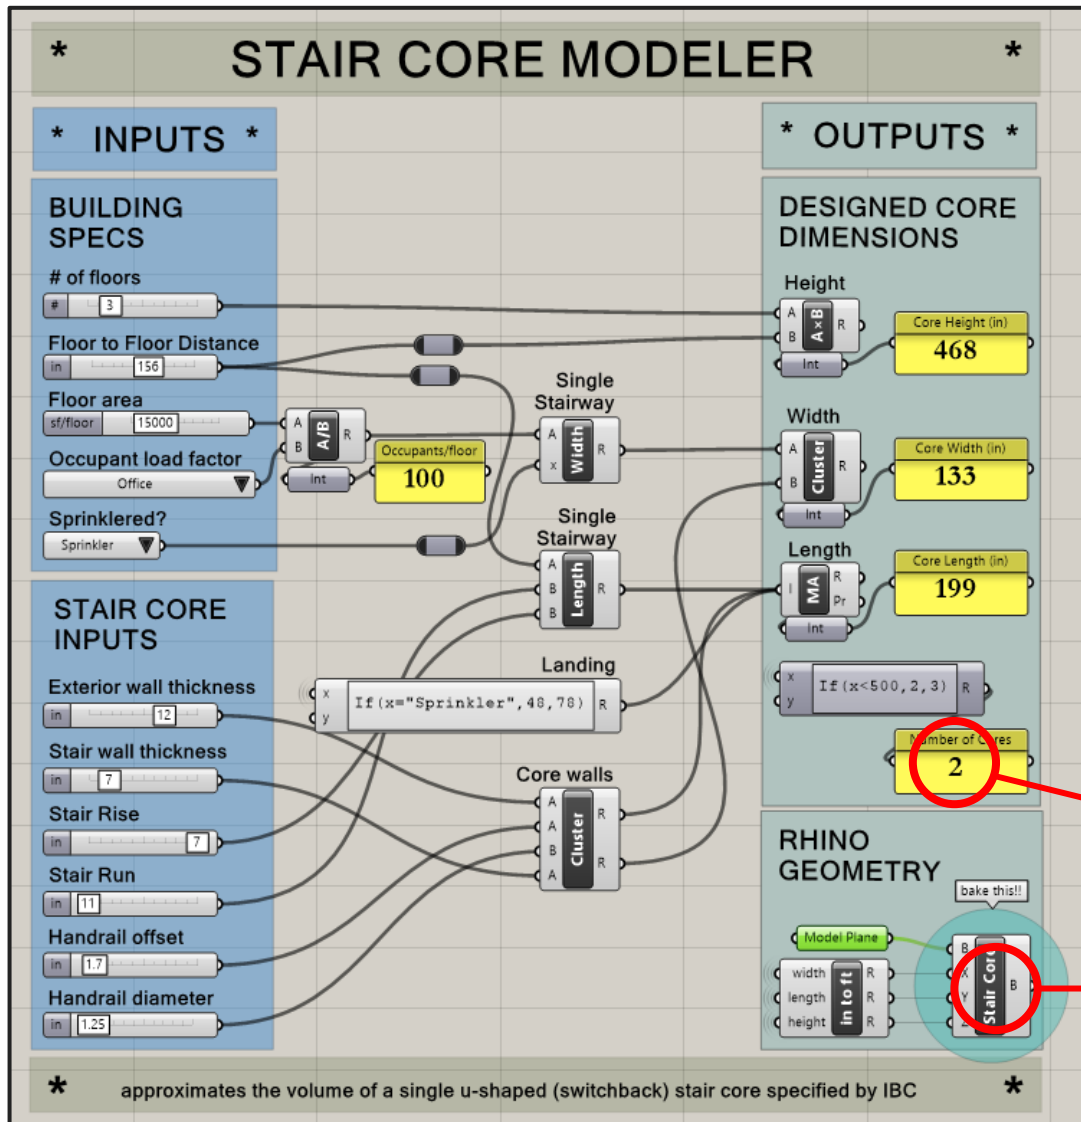 * STAIR CORE MODELER *
* INPUTS *
BUILDING
SPECS
# of floors
# 3
Floor to Floor Distance
in 156
Floor area
sf/floor 15000
Occupant load factor
Office
Sprinklered?
Sprinkler
A
B
A/B
R
Int
Occupants/floor
100
STAIR CORE
INPUTS
Exterior wall thickness
in 12
Stair wall thickness
in 7
Stair Rise
in 7
Stair Run
in 11
Handrail offset
in 1.7
Handrail diameter
in 1.25
Single
Stairway
A
x
Width
R
Single
Stairway
A
B
B
Length
R
Landing
x
y
If(x="Sprinkler",48,78)
R
Core walls
A
A
B
A
Cluster
R
R
* OUTPUTS *
DESIGNED CORE
DIMENSIONS
Height
A
B
A×B
R
Int
Core Height (in)
468
Width
A
B
Cluster
R
Int
Core Width (in)
133
Length
I
MA
R
Pr
Int
Core Length (in)
199
x
y
If(x<500,2,3)
R
Number of Cores
2
RHINO
GEOMETRY
bake this!!
Model Plane
width R
length R
height R
in to ft
B
X
Y
Z
Stair Core
B
* approximates the volume of a single u-shaped (switchback) stair core specified by IBC *